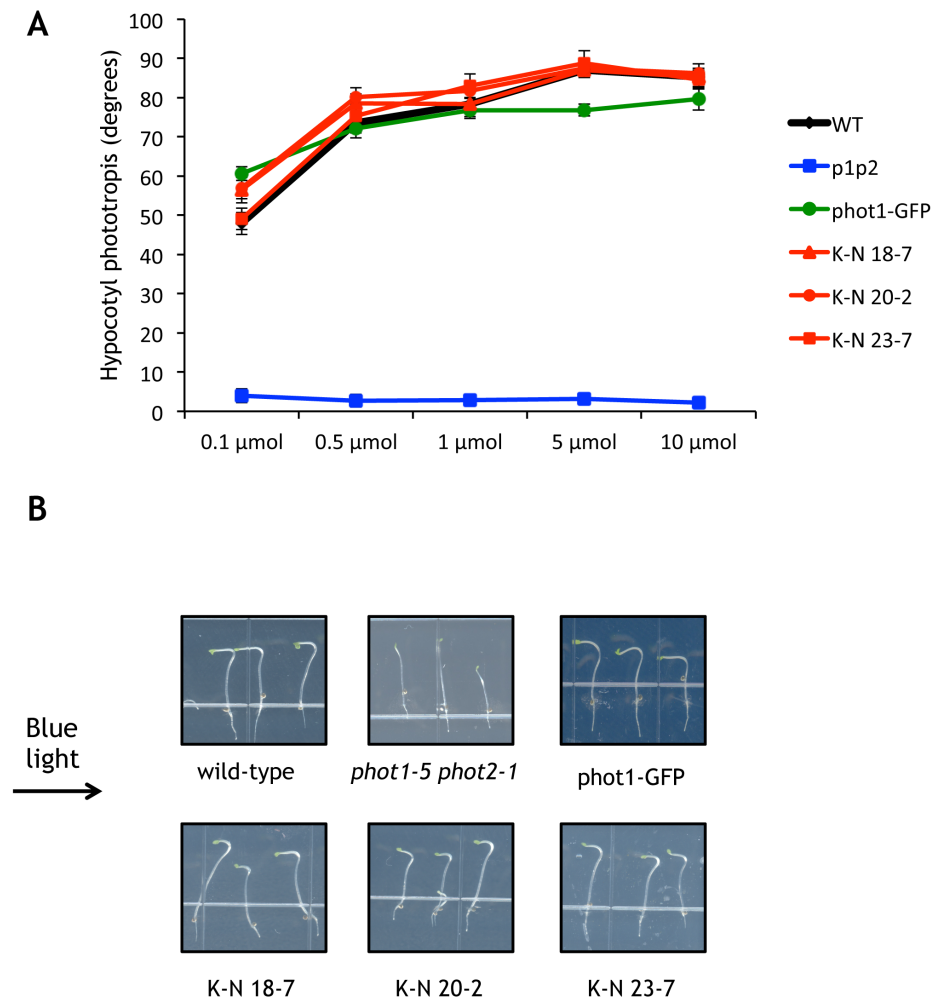 A
Hypocotyl phototropis (degrees)
100
90
80
70
60
50
40
30
20
10
0
0.1 µmol
0.5 µmol
1 µmol
5 µmol
10 µmol
WT
p1p2
phot1-GFP
K-N 18-7
K-N 20-2
K-N 23-7
B
Blue
light
wild-type
phot1-5 phot2-1
phot1-GFP
K-N 18-7
K-N 20-2
K-N 23-7